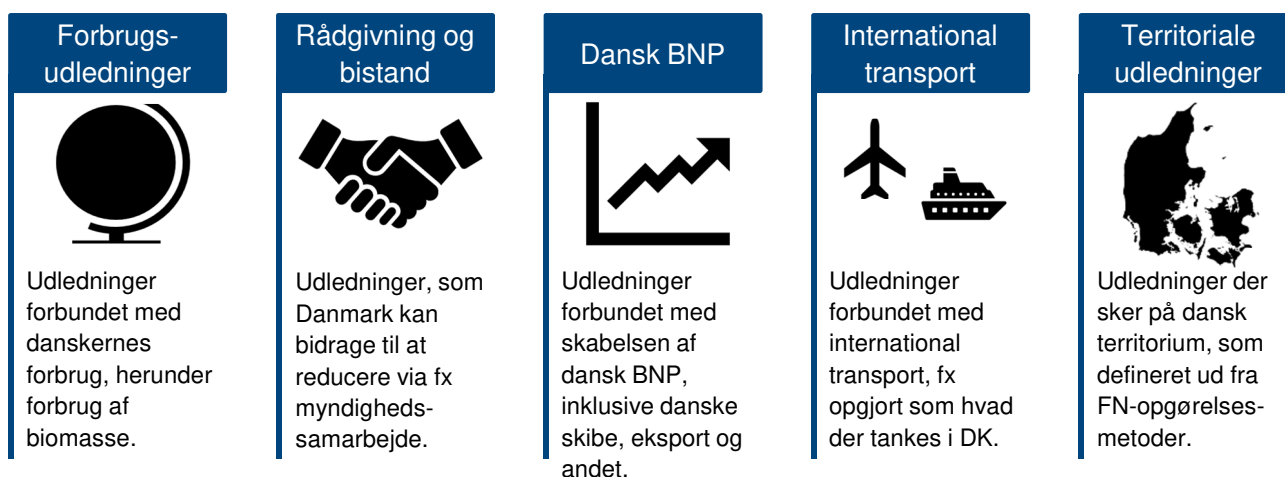 Forbrugs-
udledninger
Udledninger
forbundet med
danskernes
forbrug, herunder
forbrug af
biomasse.
Rådgivning og
bistand
Udledninger, som
Danmark kan
bidrage til at
reducere via fx
myndigheds-
samarbejde.
Dansk BNP
Udledninger
forbundet med
skabelsen af
dansk BNP,
inklusive danske
skibe, eksport og
andet.
International
transport
Udledninger
forbundet med
international
transport, fx
opgjort som hvad
der tankes i DK.
Territoriale
udledninger
Udledninger der
sker på dansk
territorium, som
defineret ud fra
FN-opgørelses-
metoder.